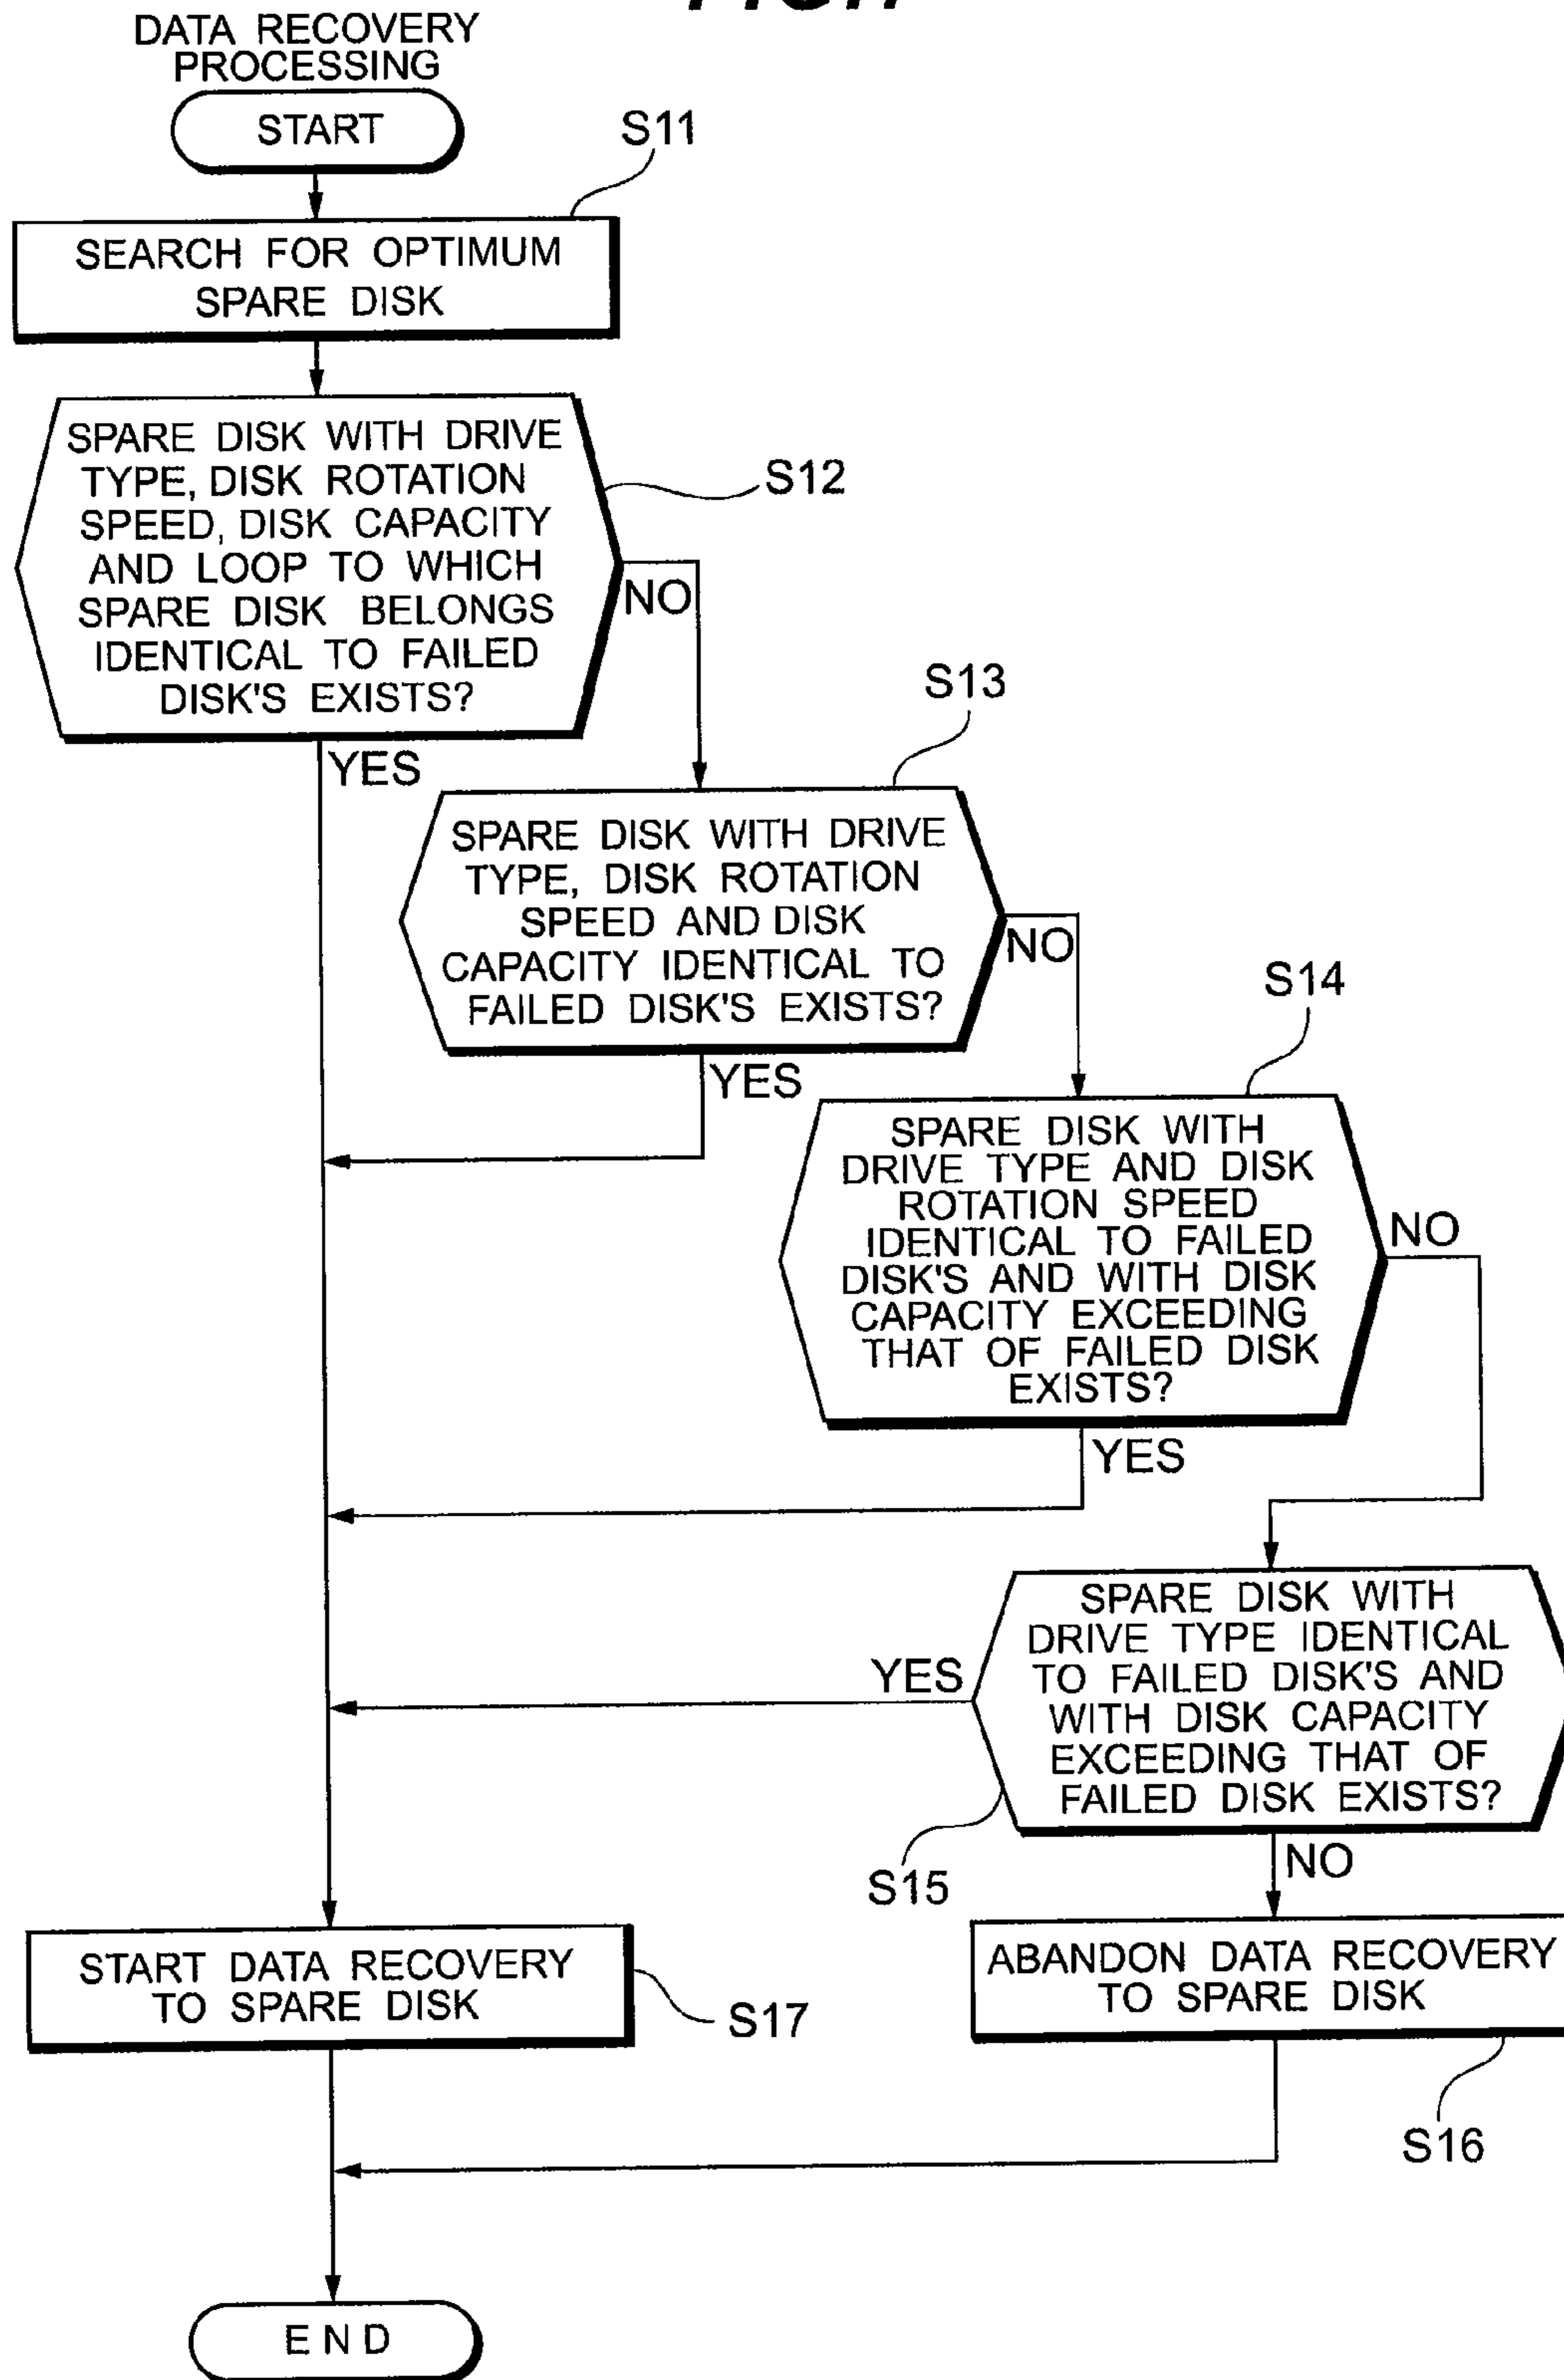 DATA RECOVERY
PROCESSING
START
S11
SEARCH FOR OPTIMUM
SPARE DISK
SPARE DISK WITH DRIVE
TYPE, DISK ROTATION
SPEED, DISK CAPACITY
AND LOOP TO WHICH
SPARE DISK BELONGS
IDENTICAL TO FAILED
DISK'S EXISTS?
S12
NO
YES
S13
SPARE DISK WITH DRIVE
TYPE, DISK ROTATION
SPEED AND DISK
CAPACITY IDENTICAL TO
FAILED DISK'S EXISTS?
NO
YES
S14
SPARE DISK WITH
DRIVE TYPE AND DISK
ROTATION SPEED
IDENTICAL TO FAILED
DISK'S AND WITH DISK
CAPACITY EXCEEDING
THAT OF FAILED DISK
EXISTS?
NO
YES
SPARE DISK WITH
DRIVE TYPE IDENTICAL
TO FAILED DISK'S AND
WITH DISK CAPACITY
EXCEEDING THAT OF
FAILED DISK EXISTS?
YES
S15
NO
START DATA RECOVERY
TO SPARE DISK
S17
ABANDON DATA RECOVERY
TO SPARE DISK
S16
END